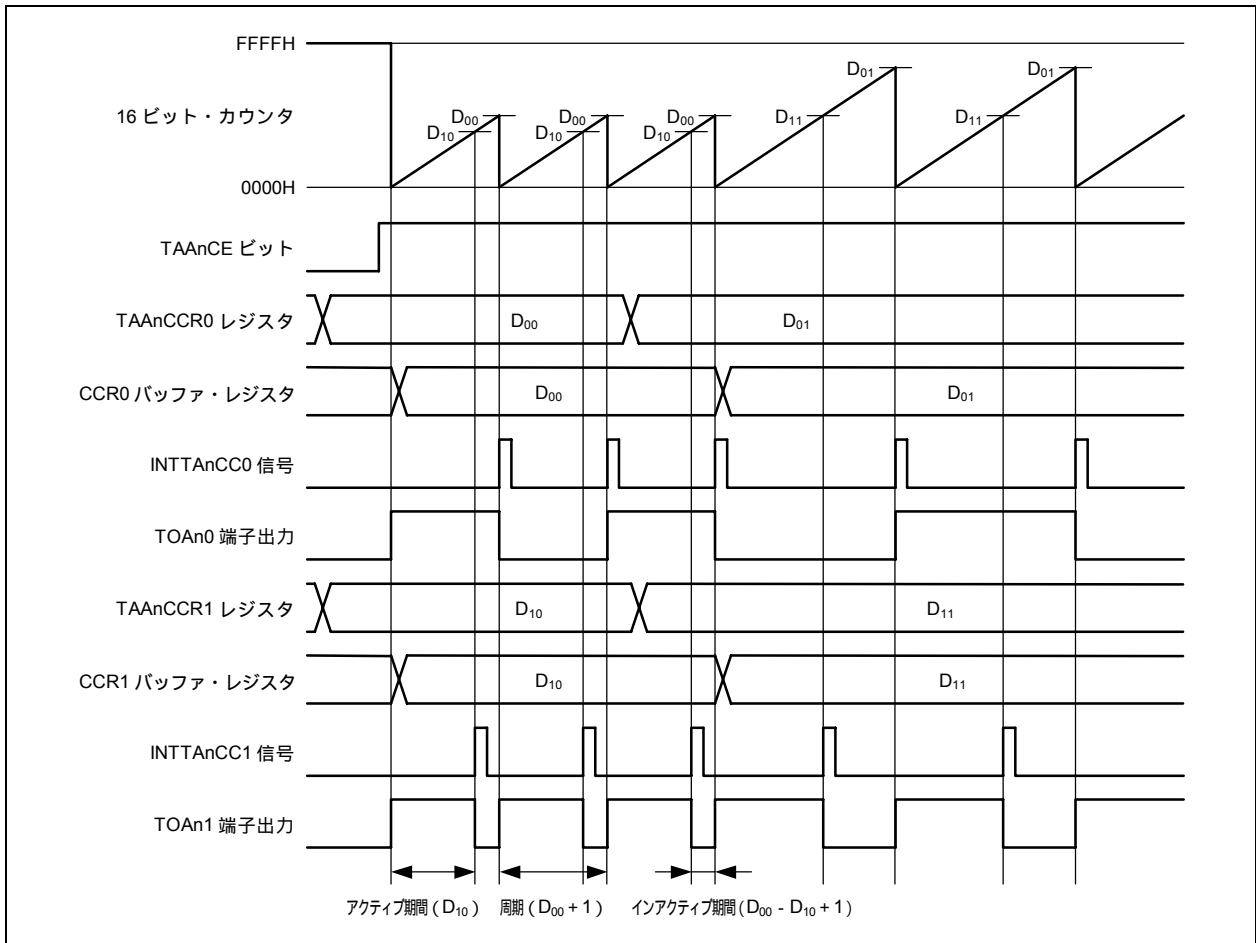 FFFFH
16 ビット・カウンタ
0000H
D₁₀ D₀₀ D₁₀ D₀₀ D₁₀ D₀₀ D₁₁ D₀₁ D₁₁ D₀₁
TAAnCE ビット
TAAnCCR0 レジスタ D₀₀ D₀₁
CCR0 バッファ・レジスタ D₀₀ D₀₁
INTTAnCC0 信号
TOAn0 端子出力
TAAnCCR1 レジスタ D₁₀ D₁₁
CCR1 バッファ・レジスタ D₁₀ D₁₁
INTTAnCC1 信号
TOAn1 端子出力
アクティブ期間(D₁₀) 周期(D₀₀ + 1) インアクティブ期間(D₀₀ - D₁₀ + 1)